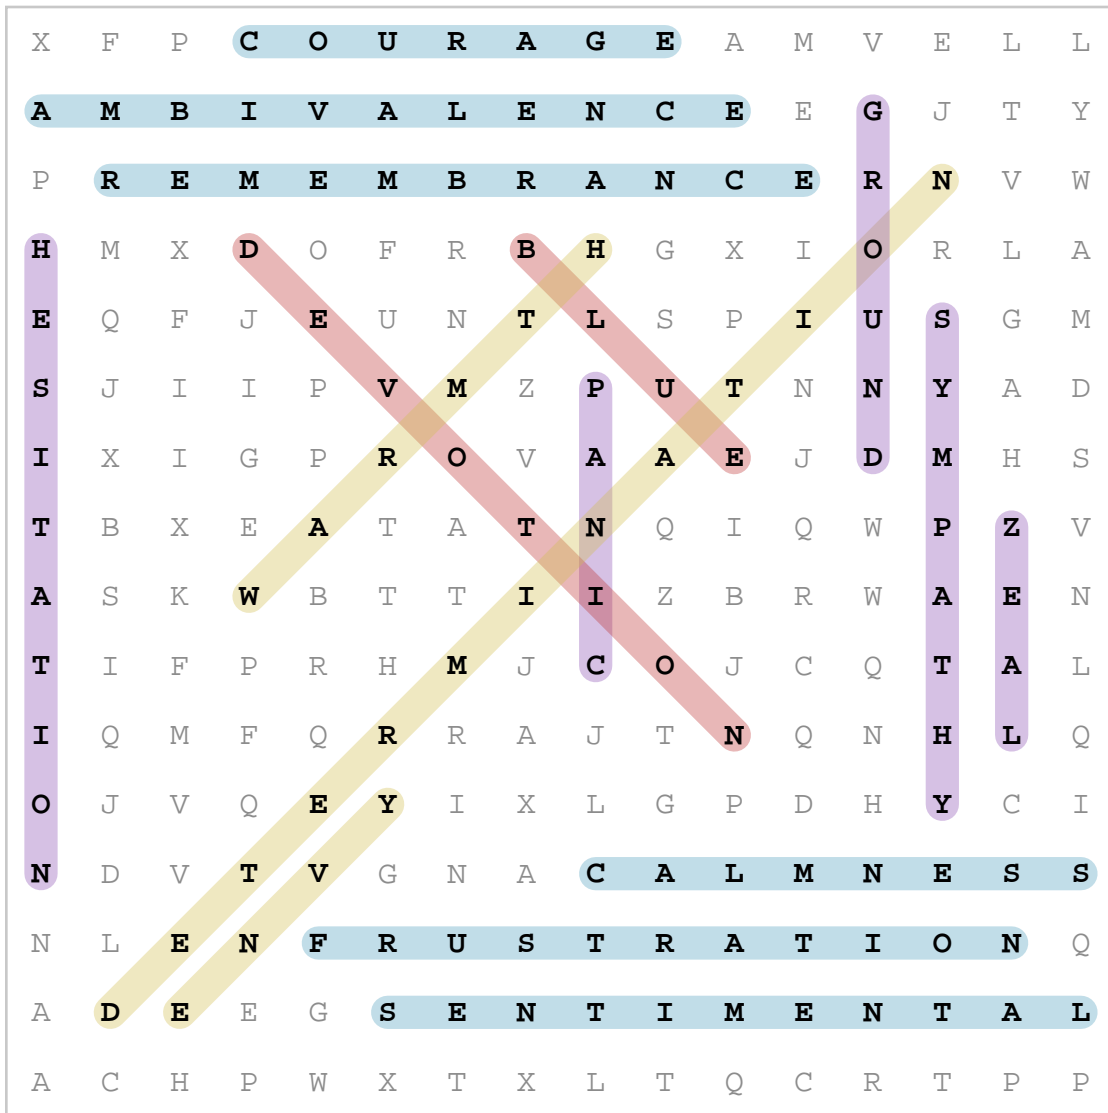 X F P C O U R A G E A M V E L L
A M B I V A L E N C E E G J T Y
P R E M E M B R A N C E R N V W
H M X D O F R B H G X I O R L A
E Q F J E U N T L S P I U S G M
S J I I P V M Z P U T N N Y A D
I X I G P R O V A A E J D M H S
T B X E A T A T N Q I Q W P Z V
A S K W B T T I I Z B R W A E N
T I F P R H M J C O J C Q T A L
I Q M F Q R R A J T N Q N H L Q
O J V Q E Y I X L G P D H Y C I
N D V T V G N A C A L M N E S S
N L E N F R U S T R A T I O N Q
A D E E G S E N T I M E N T A L
A C H P W X T X L T Q C R T P P